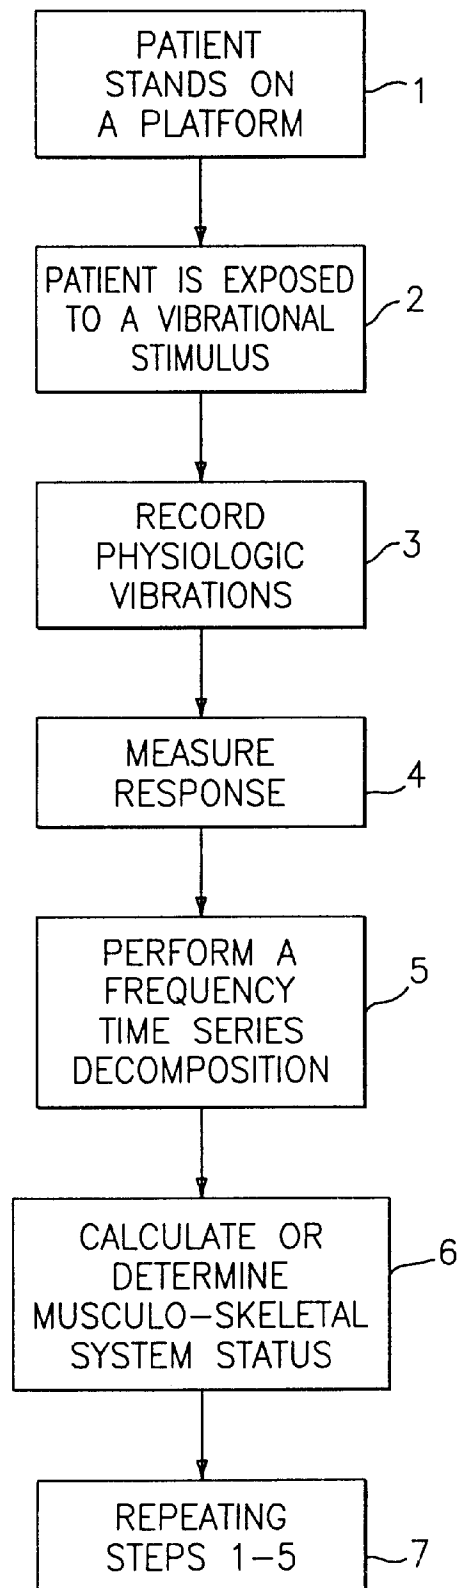 PATIENT
STANDS ON
A PLATFORM
1
PATIENT IS EXPOSED
TO A VIBRATIONAL
STIMULUS
2
RECORD
PHYSIOLOGIC
VIBRATIONS
3
MEASURE
RESPONSE
4
PERFORM A
FREQUENCY
TIME SERIES
DECOMPOSITION
5
CALCULATE OR
DETERMINE
MUSCULO-SKELETAL
SYSTEM STATUS
6
REPEATING
STEPS 1-5
7